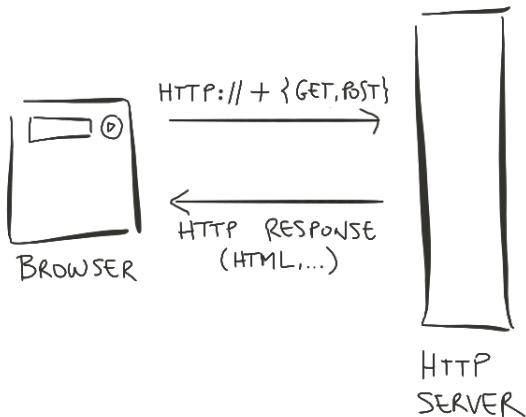 HTTP:// + {GET,POST}
HTTP RESPONSE
(HTML,...)
BROWSER
HTTP
SERVER